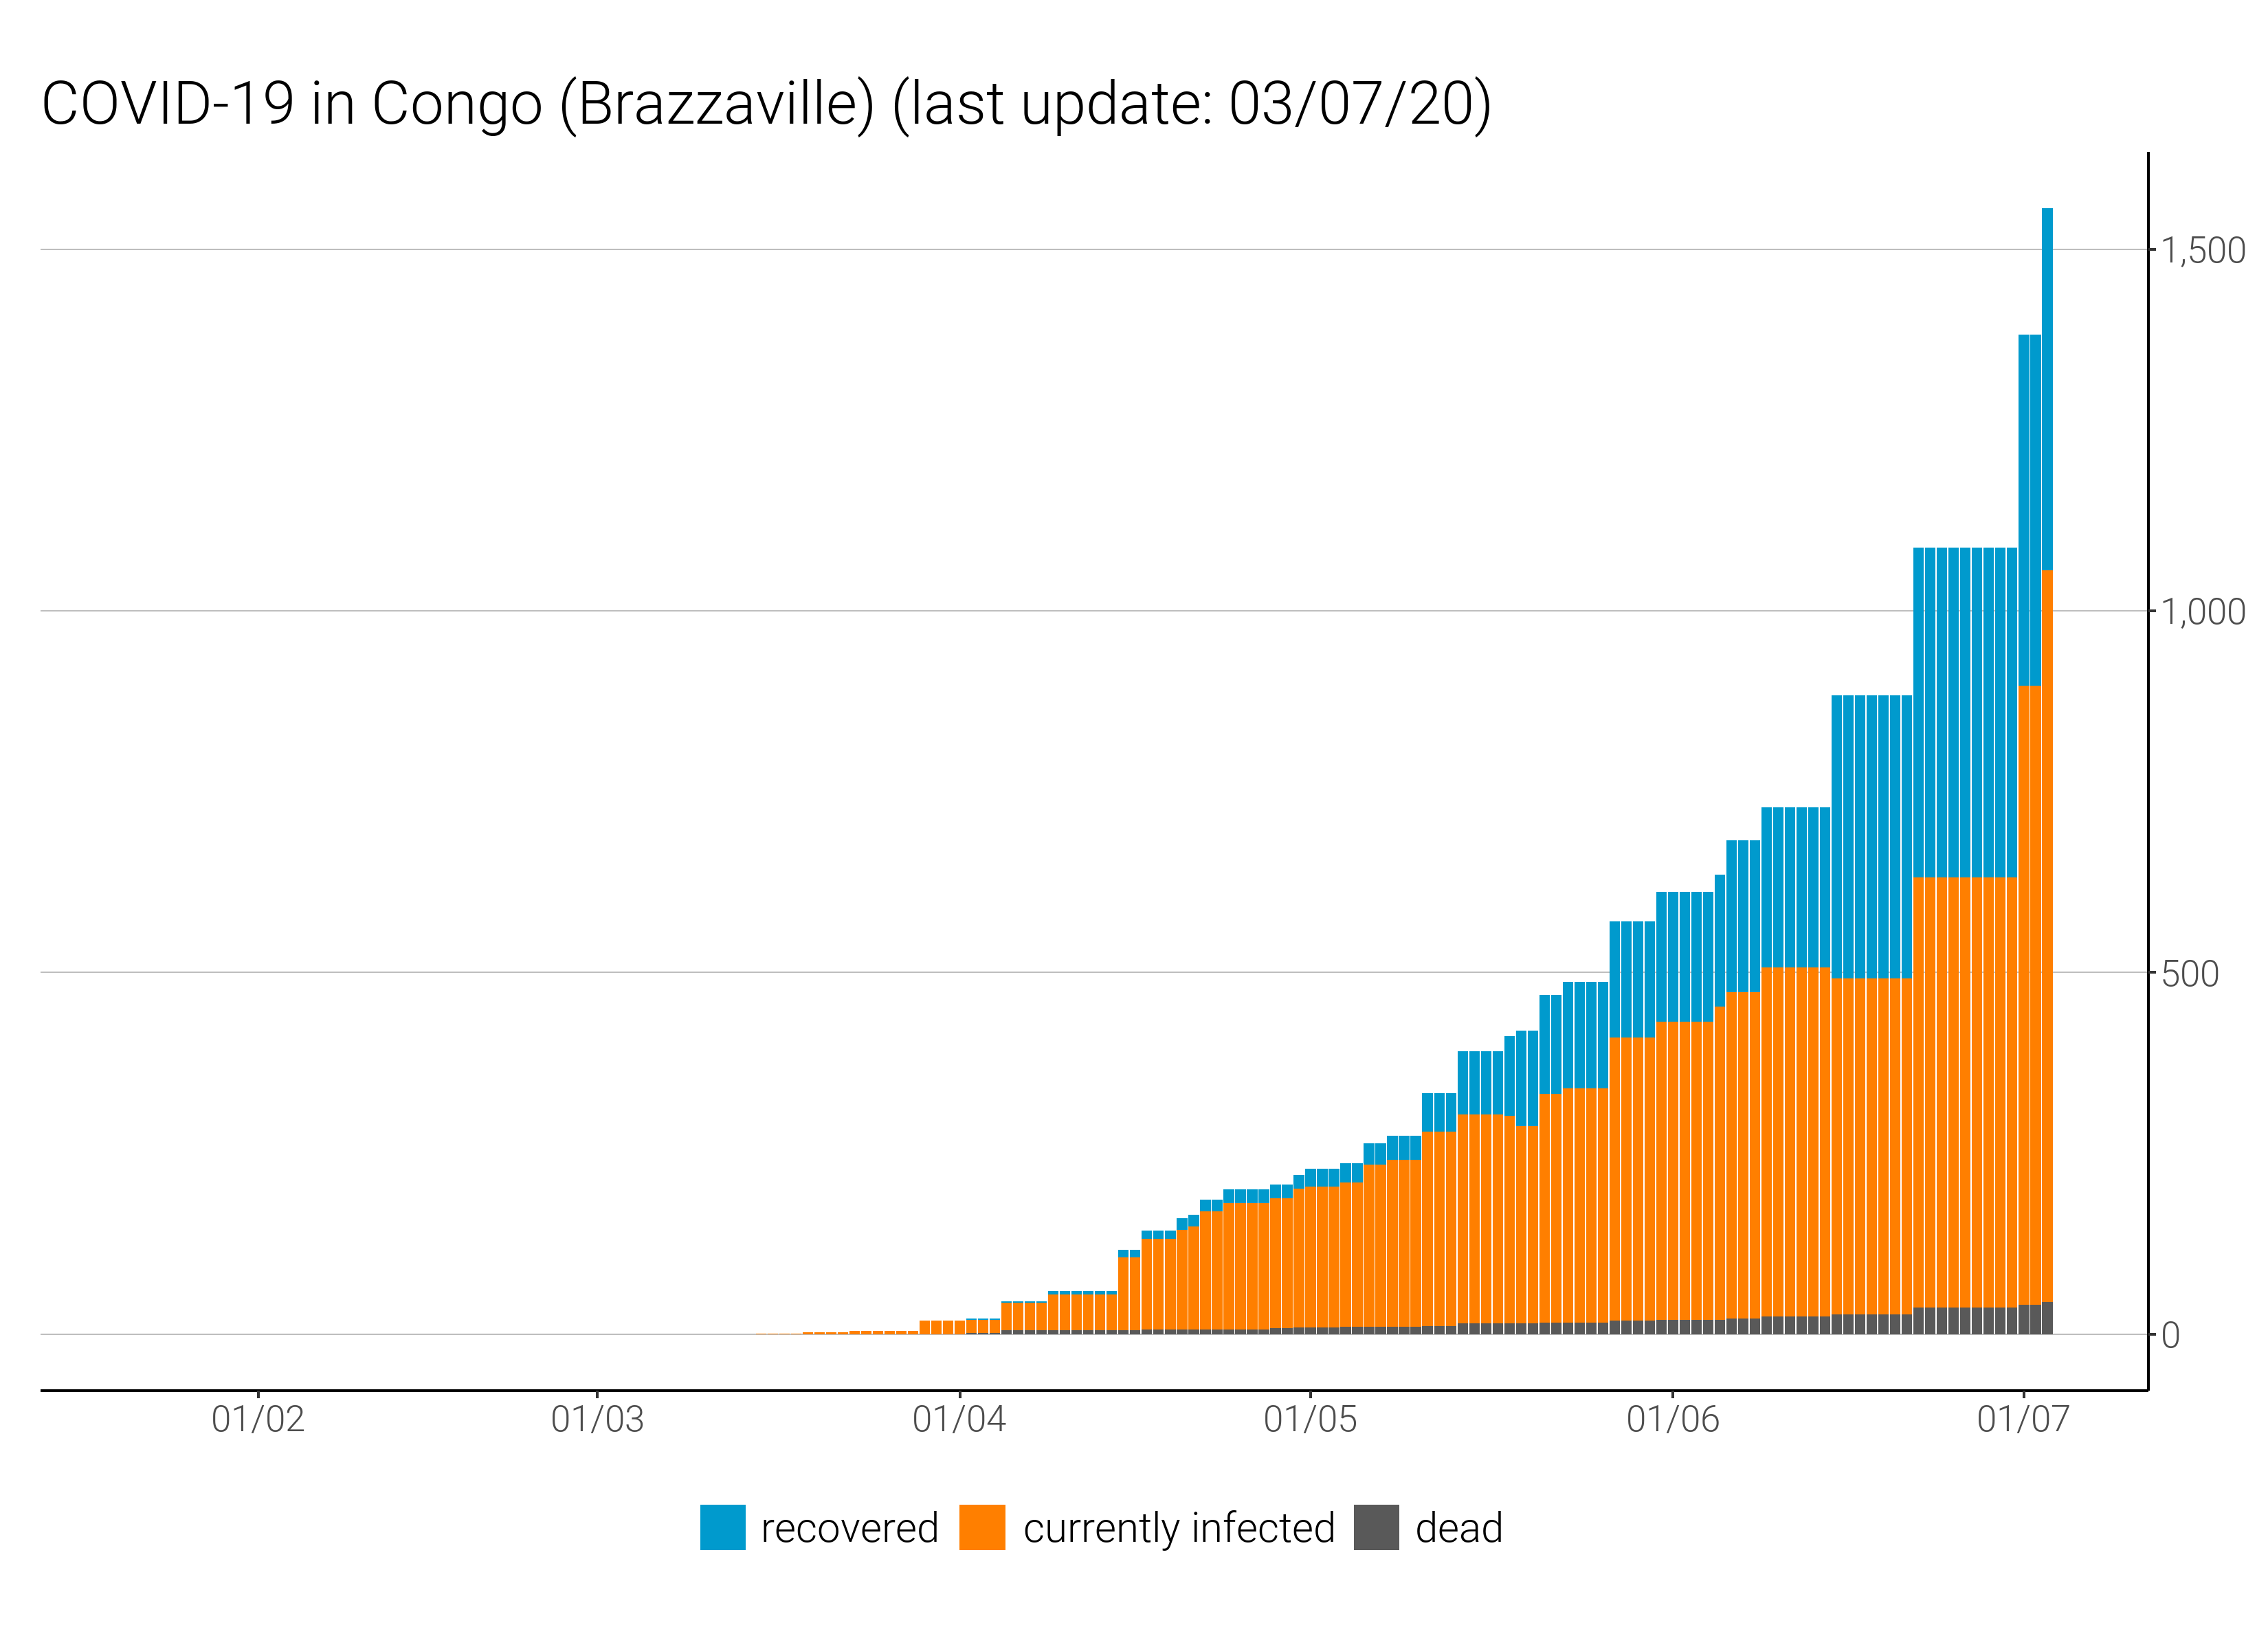 COVID-19 in Congo (Brazzaville) (last update: 03/07/20)
1,500
1,000
500
0
01/02 01/03 01/04 01/05 01/06 01/07
recovered currently infected dead